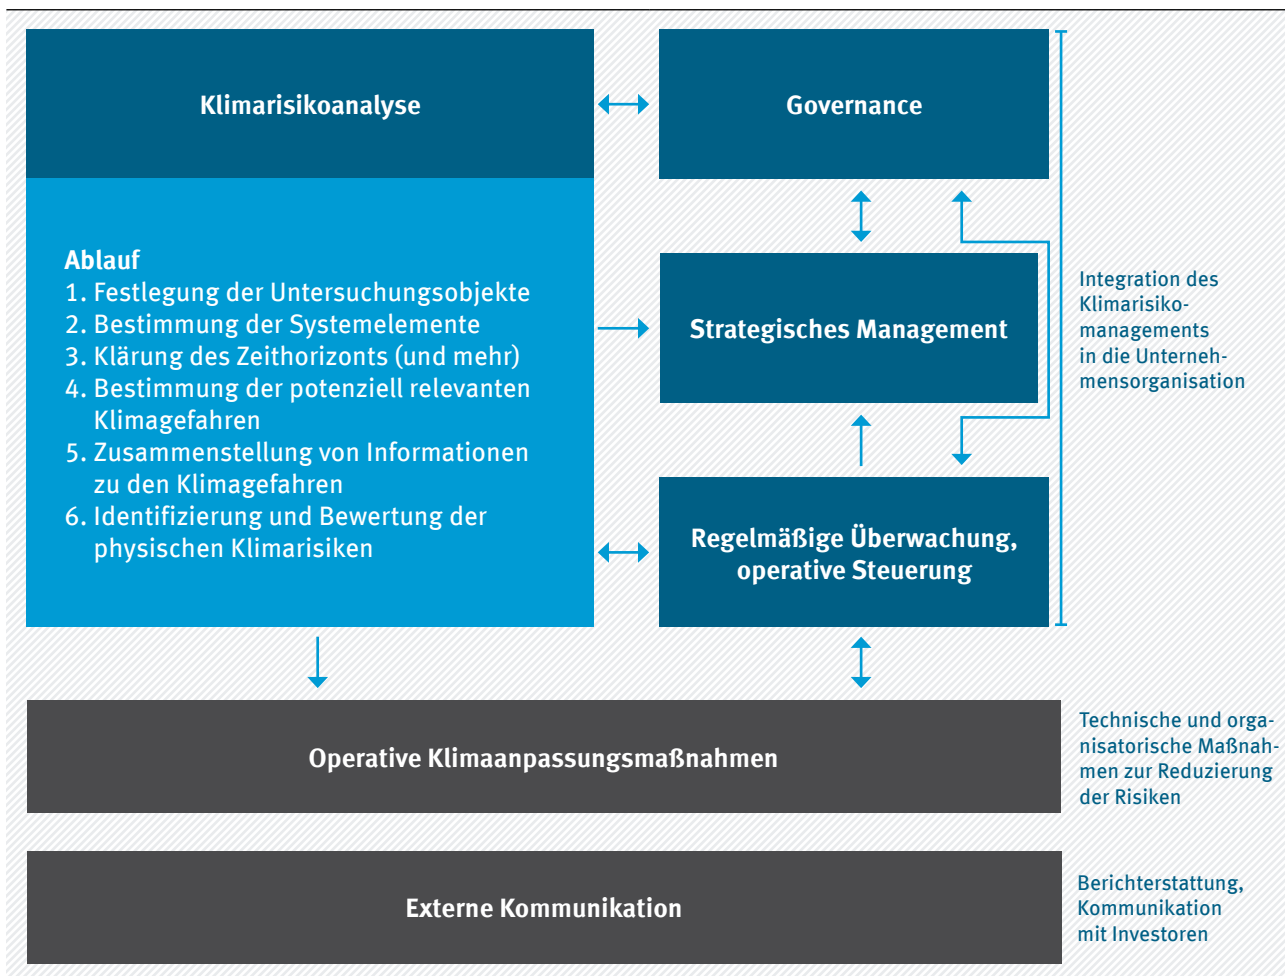 Klimarisikoanalyse
Ablauf
1. Festlegung der Untersuchungsobjekte
2. Bestimmung der Systemelemente
3. Klärung des Zeithorizonts (und mehr)
4. Bestimmung der potenziell relevanten
Klimagefahren
5. Zusammenstellung von Informationen
zu den Klimagefahren
6. Identifizierung und Bewertung der
physischen Klimarisiken
Governance
Strategisches Management
Regelmäßige Überwachung,
operative Steuerung
Integration des
Klimarisiko-
managements
in die Unterneh-
mensorganisation
Operative Klimaanpassungsmaßnahmen
Technische und orga-
nisatorische Maßnah-
men zur Reduzierung
der Risiken
Externe Kommunikation
Berichterstattung,
Kommunikation
mit Investoren